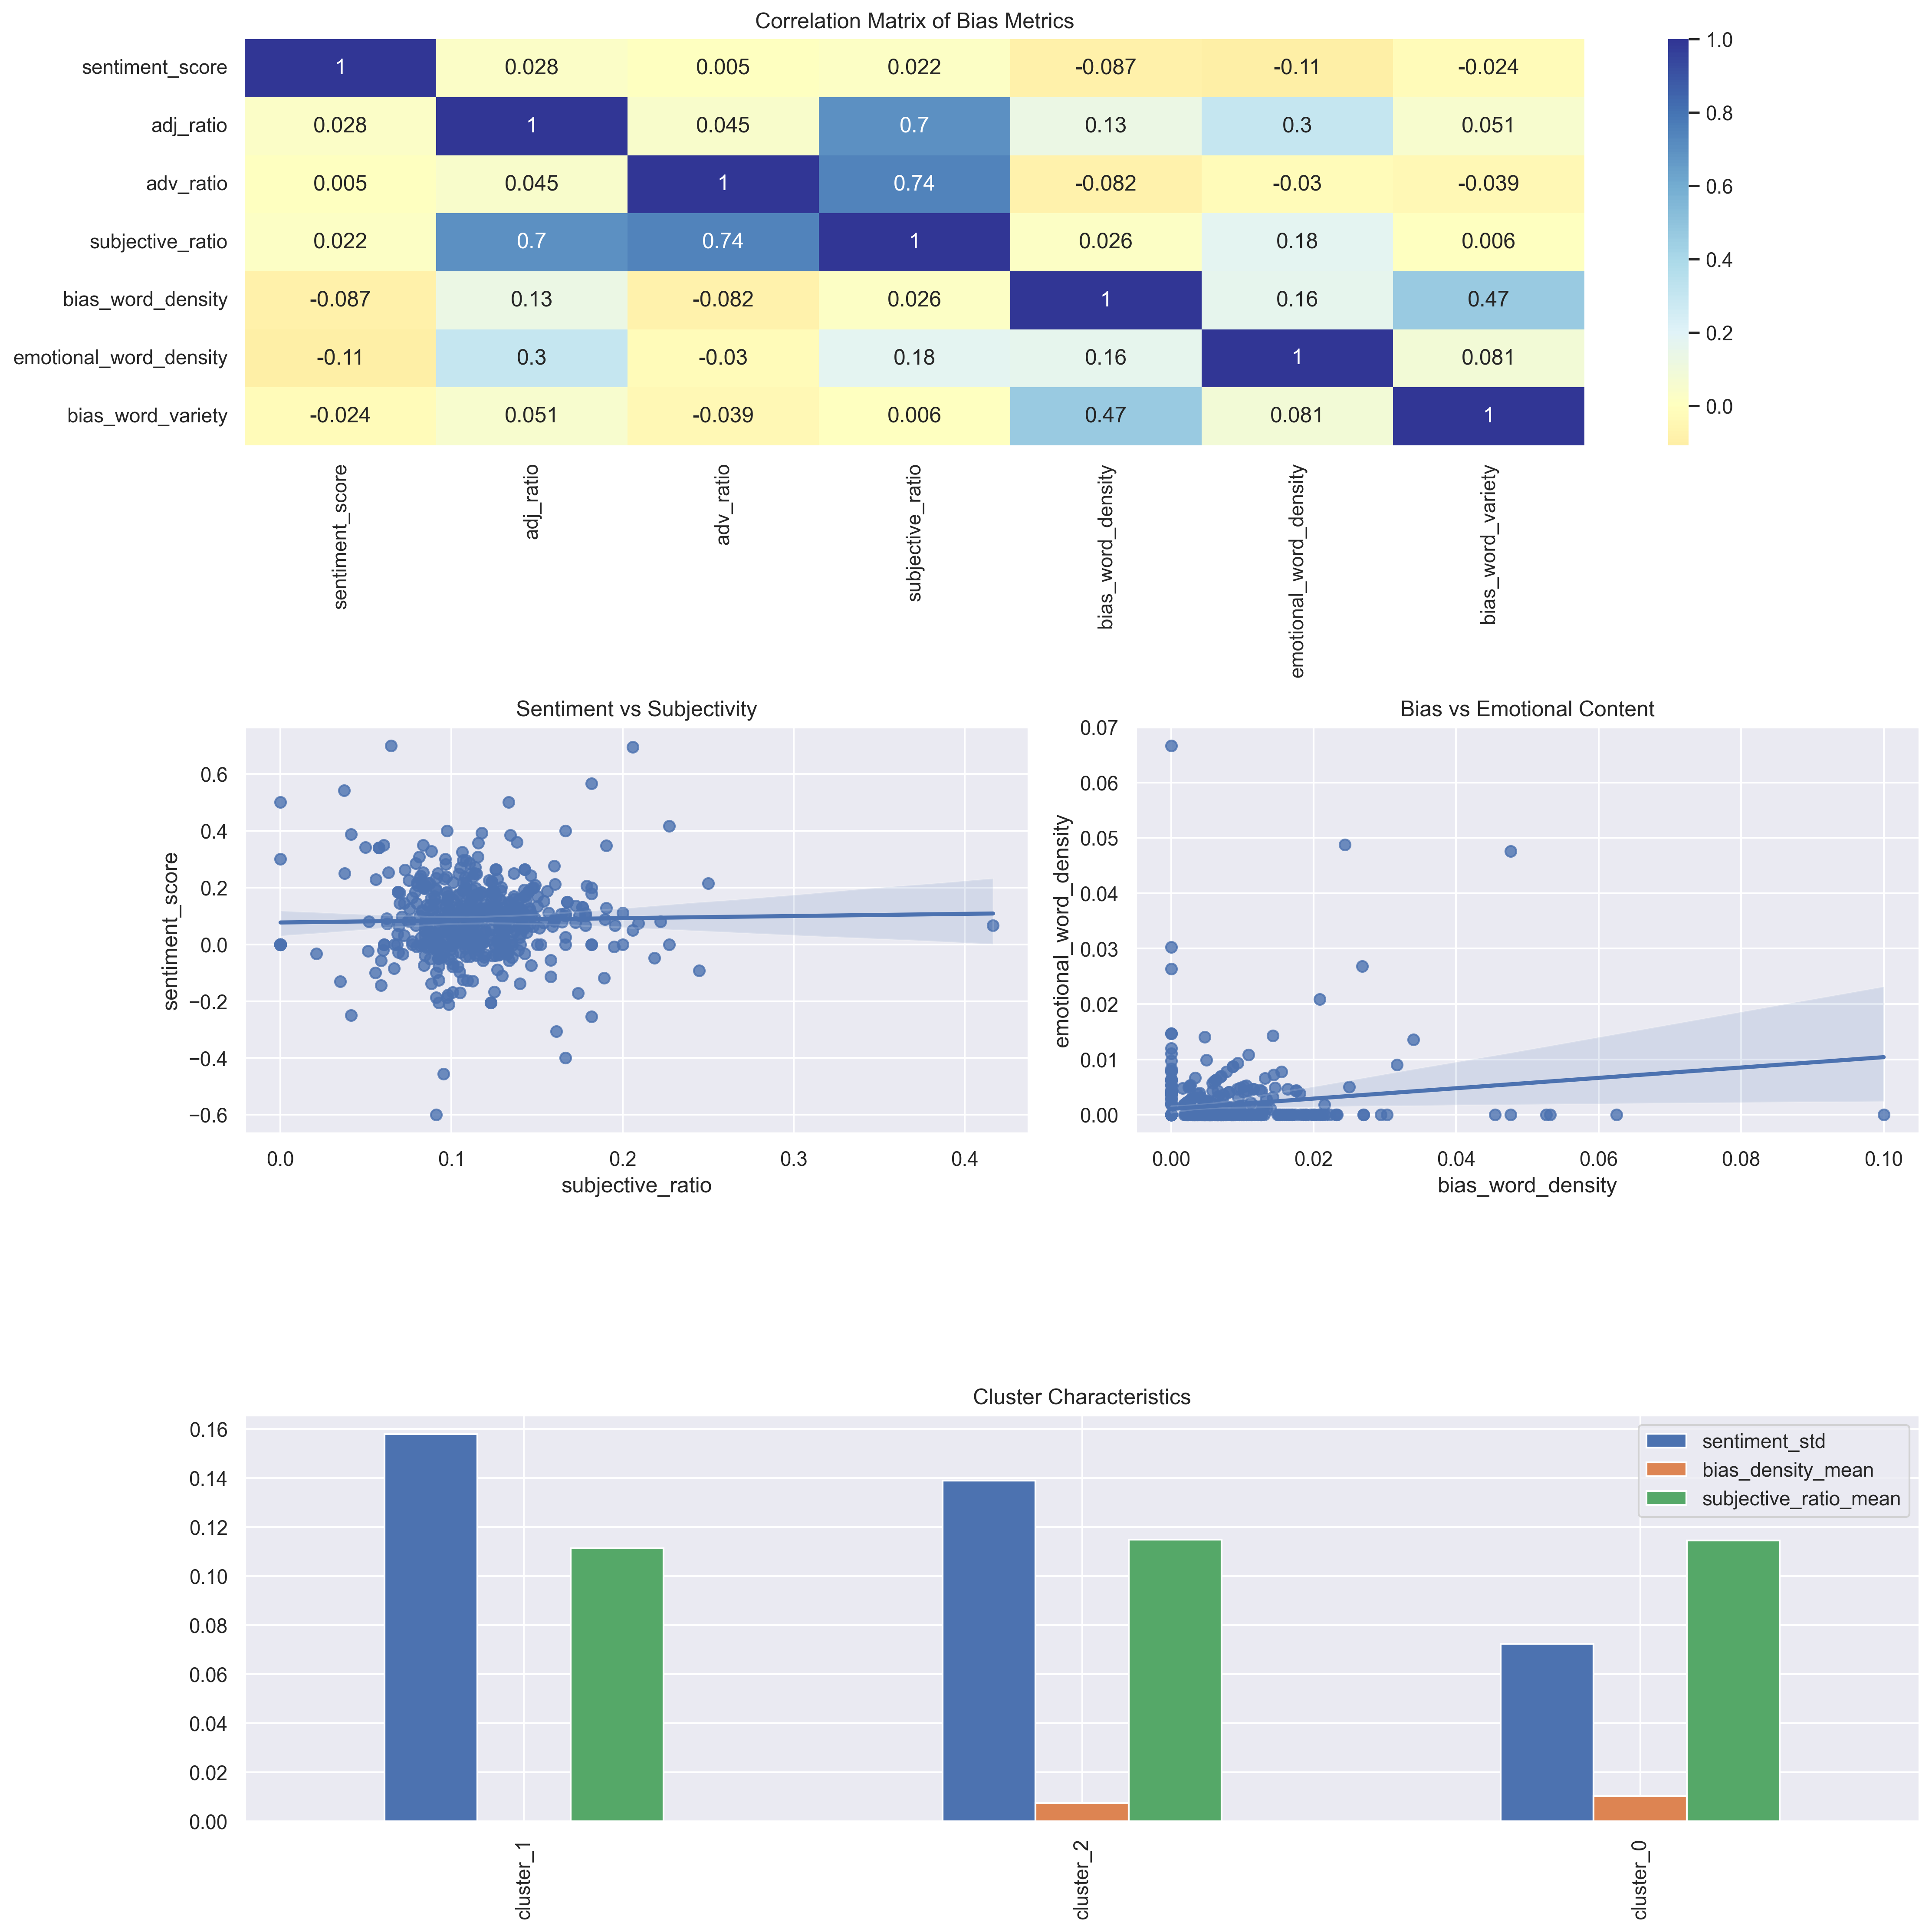 Correlation Matrix of Bias Metrics
sentiment_score 1 0.028 0.005 0.022 -0.087 -0.11 -0.024
adj_ratio 0.028 1 0.045 0.7 0.13 0.3 0.051
adv_ratio 0.005 0.045 1 0.74 -0.082 -0.03 -0.039
subjective_ratio 0.022 0.7 0.74 1 0.026 0.18 0.006
bias_word_density -0.087 0.13 -0.082 0.026 1 0.16 0.47
emotional_word_density -0.11 0.3 -0.03 0.18 0.16 1 0.081
bias_word_variety -0.024 0.051 -0.039 0.006 0.47 0.081 1
sentiment_score
adj_ratio
adv_ratio
subjective_ratio
bias_word_density
emotional_word_density
bias_word_variety
1.0
0.8
0.6
0.4
0.2
0.0
Sentiment vs Subjectivity
sentiment_score
0.6
0.4
0.2
0.0
−0.2
−0.4
−0.6
0.0 0.1 0.2 0.3 0.4
subjective_ratio
Bias vs Emotional Content
emotional_word_density
0.07
0.06
0.05
0.04
0.03
0.02
0.01
0.00
0.00 0.02 0.04 0.06 0.08 0.10
bias_word_density
Cluster Characteristics
0.16
0.14
0.12
0.10
0.08
0.06
0.04
0.02
0.00
sentiment_std
bias_density_mean
subjective_ratio_mean
cluster_1
cluster_2
cluster_0